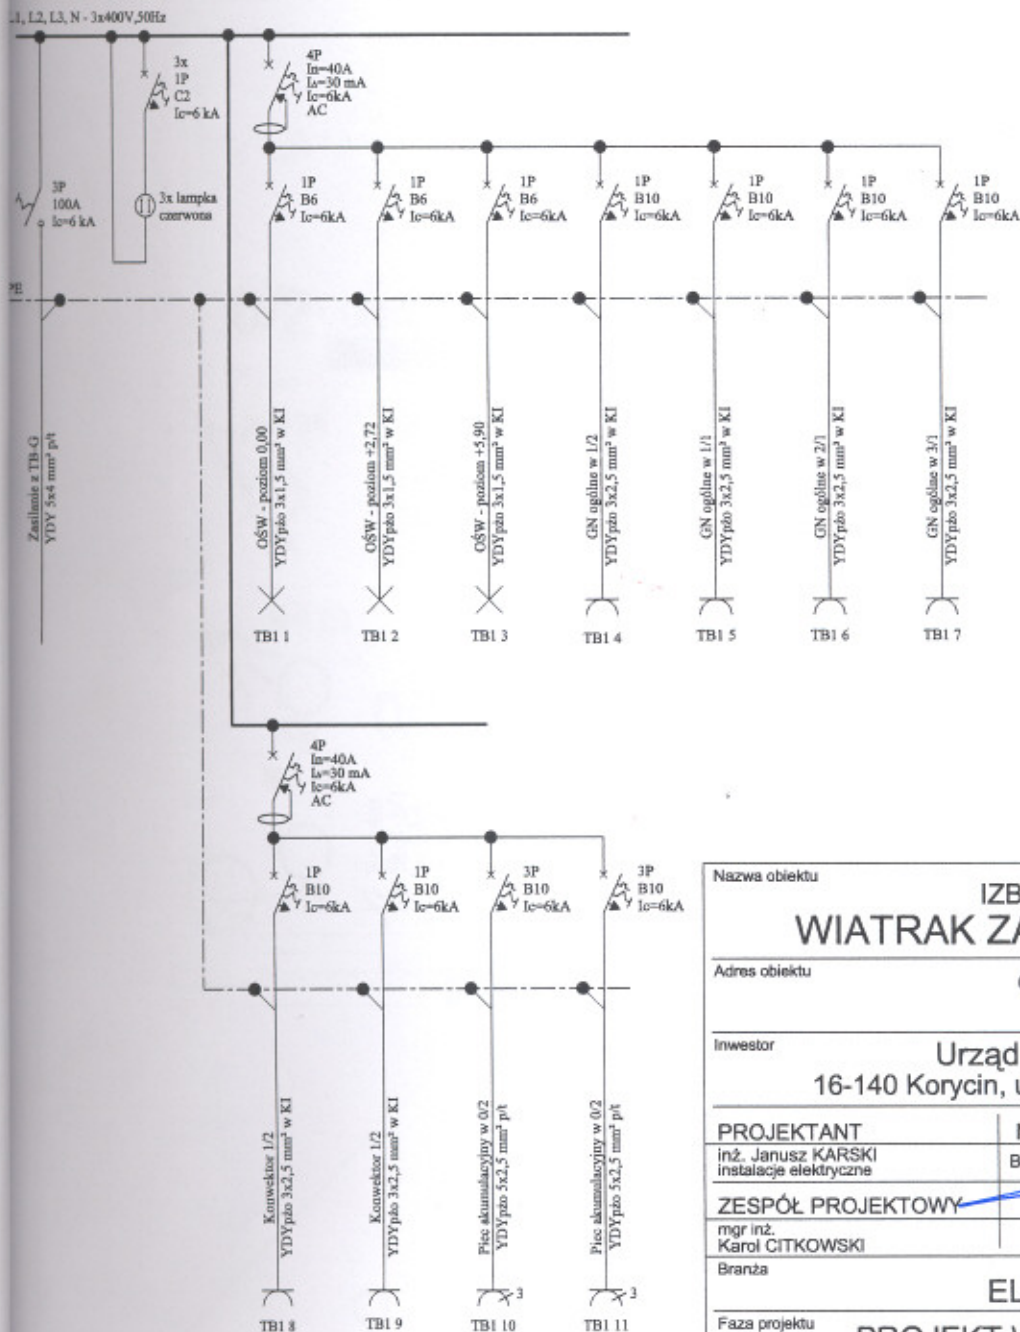 L1, L2, L3, N - 3x400V,50Hz
3x
1P
C2
Ic=6 kA
4P
In=40A
IΔ=30 mA
Ic=6kA
AC
3P
100A
Ic=6 kA
3x lampka
czerwona
1P
B6
Ic=6kA
1P
B6
Ic=6kA
1P
B6
Ic=6kA
1P
B10
Ic=6kA
1P
B10
Ic=6kA
1P
B10
Ic=6kA
1P
B10
Ic=6kA
PE
Zasilanie z TB-G
YDY 5x4 mm² p/t
OŚW - poziom 0,00
YDYpżo 3x1,5 mm² w KI
OŚW - poziom +2,72
YDYpżo 3x1,5 mm² w KI
OŚW - poziom +5,90
YDYpżo 3x1,5 mm² w KI
GN ogólne w 1/2
YDYpżo 3x2,5 mm² w KI
GN ogólne w 1/1
YDYpżo 3x2,5 mm² w KI
GN ogólne w 2/1
YDYpżo 3x2,5 mm² w KI
GN ogólne w 3/1
YDYpżo 3x2,5 mm² w KI
TB1 1
TB1 2
TB1 3
TB1 4
TB1 5
TB1 6
TB1 7
4P
In=40A
IΔ=30 mA
Ic=6kA
AC
1P
B10
Ic=6kA
1P
B10
Ic=6kA
3P
B10
Ic=6kA
3P
B10
Ic=6kA
Konwektor 1/2
YDYpżo 3x2,5 mm² w KI
Konwektor 1/2
YDYpżo 3x2,5 mm² w KI
Piec akumulacyjny w 0/2
YDYpżo 5x2,5 mm² p/t
Piec akumulacyjny w 0/2
YDYpżo 5x2,5 mm² p/t
3
3
TB1 8
TB1 9
TB1 10
TB1 11
Nazwa obiektu
IZB
WIATRAK ZA
Adres obiektu
Inwestor
Urząd
16-140 Korycin, u
PROJEKTANT
inż. Janusz KARSKI
instalacje elektryczne
B
ZESPÓŁ PROJEKTOWY
mgr inż.
Karol CITKOWSKI
Branża
EL
Faza projektu
PROJEKT